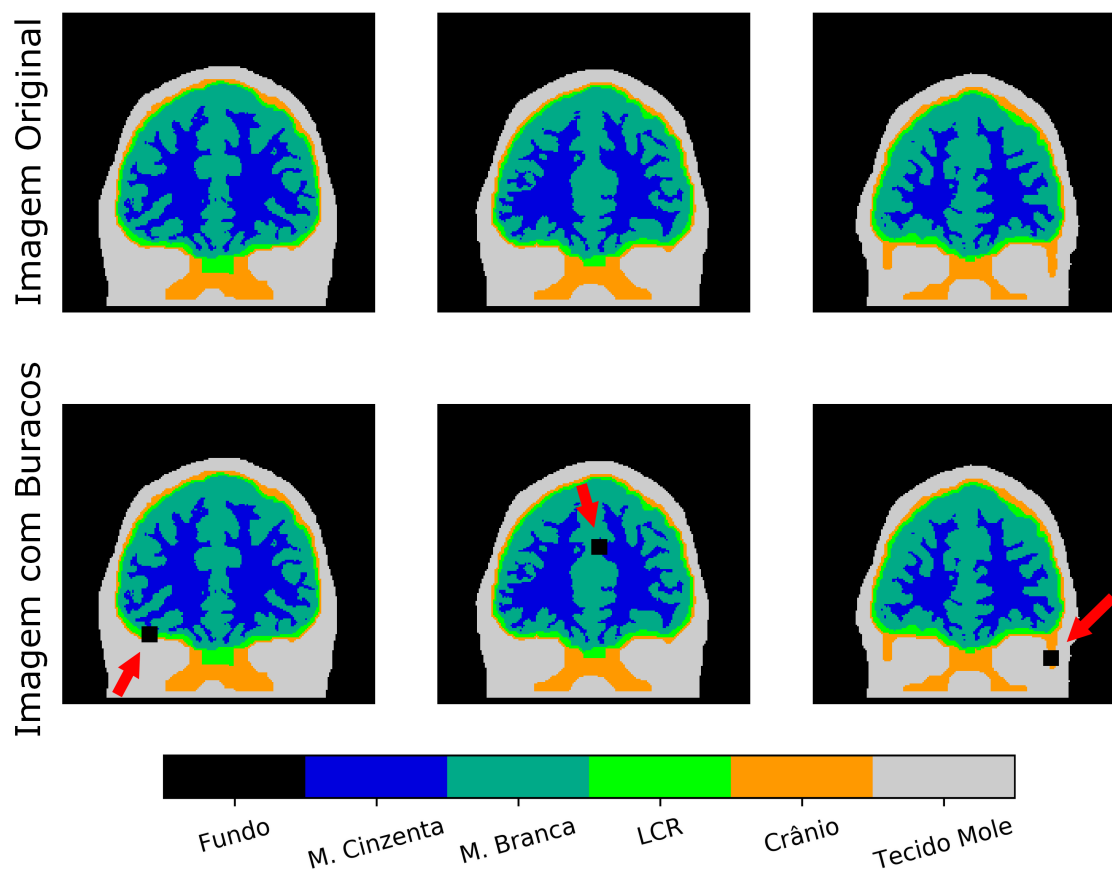 Imagem Original
Imagem com Buracos
Fundo
M. Cinzenta
M. Branca
LCR
Crânio
Tecido Mole